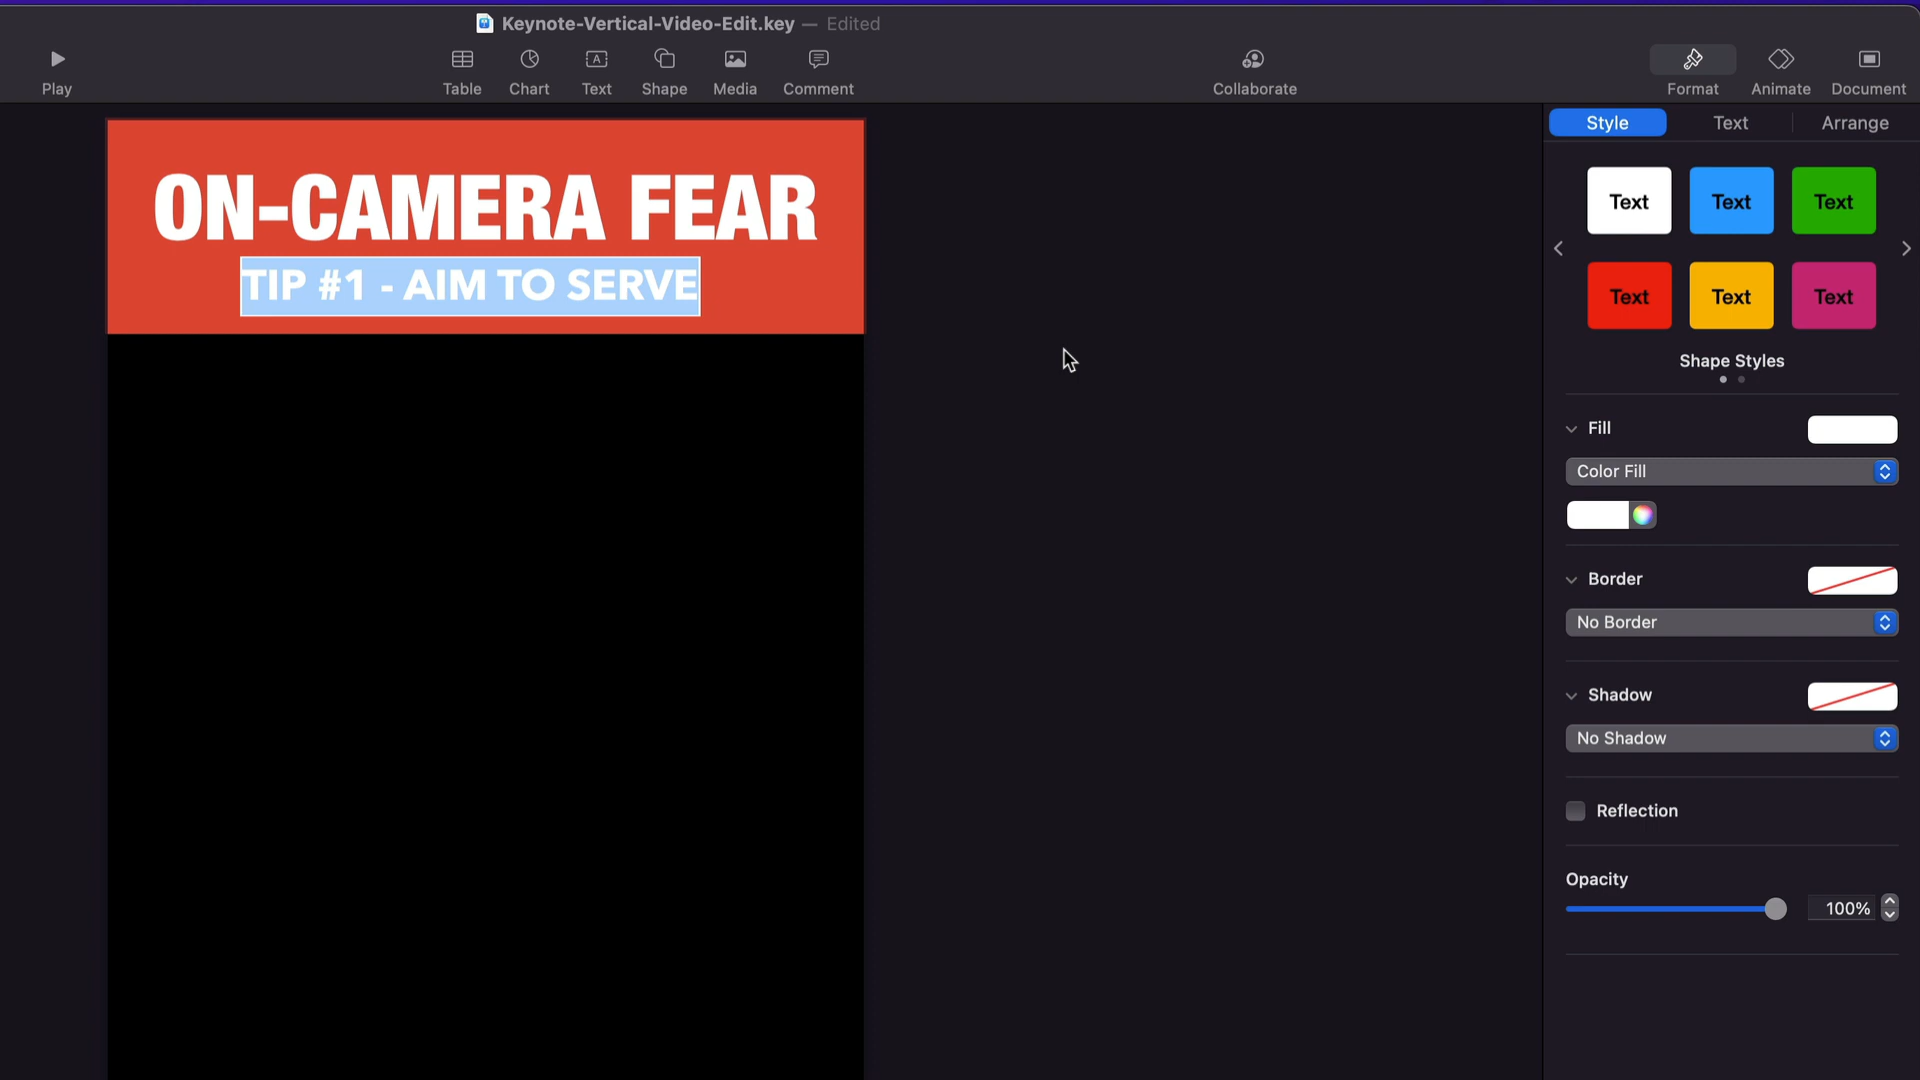 Keynote-Vertical-Video-Edit.key — Edited
Play
Table
Chart
Text
Shape
Media
Comment
Collaborate
Format
Animate
Document
Style
Text
Arrange
ON-CAMERA FEAR
TIP #1 - AIM TO SERVE
Text
Text
Text
Text
Text
Text
Shape Styles
Fill
Color Fill
Border
No Border
Shadow
No Shadow
Reflection
Opacity
100%